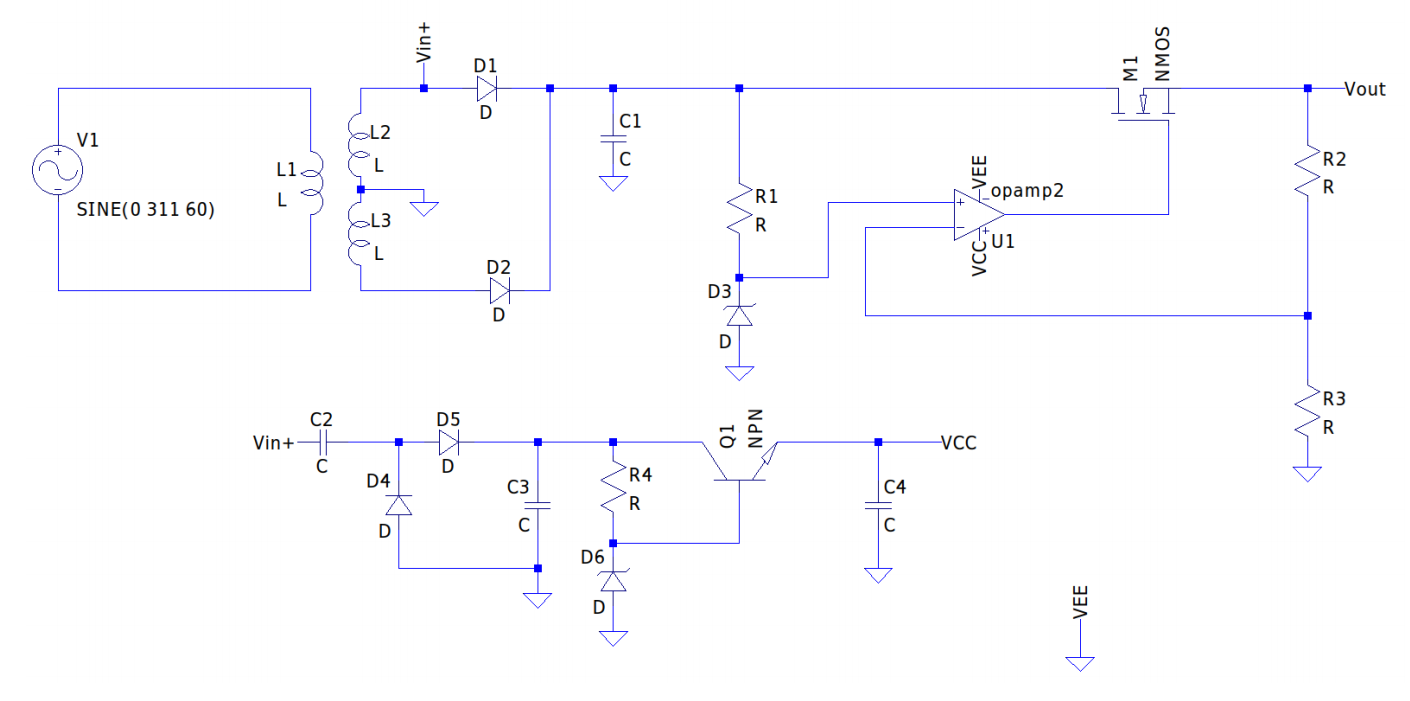 Vin+
D1
D
V1
SINE(0 311 60)
L1
L
L2
L
L3
L
D2
D
C1
C
R1
R
D3
D
VEE
opamp2
U1
VCC
M1
NMOS
Vout
R2
R
R3
R
Vin+
C2
C
D4
D
D5
D
C3
C
R4
R
D6
D
Q1
NPN
VCC
C4
C
VEE